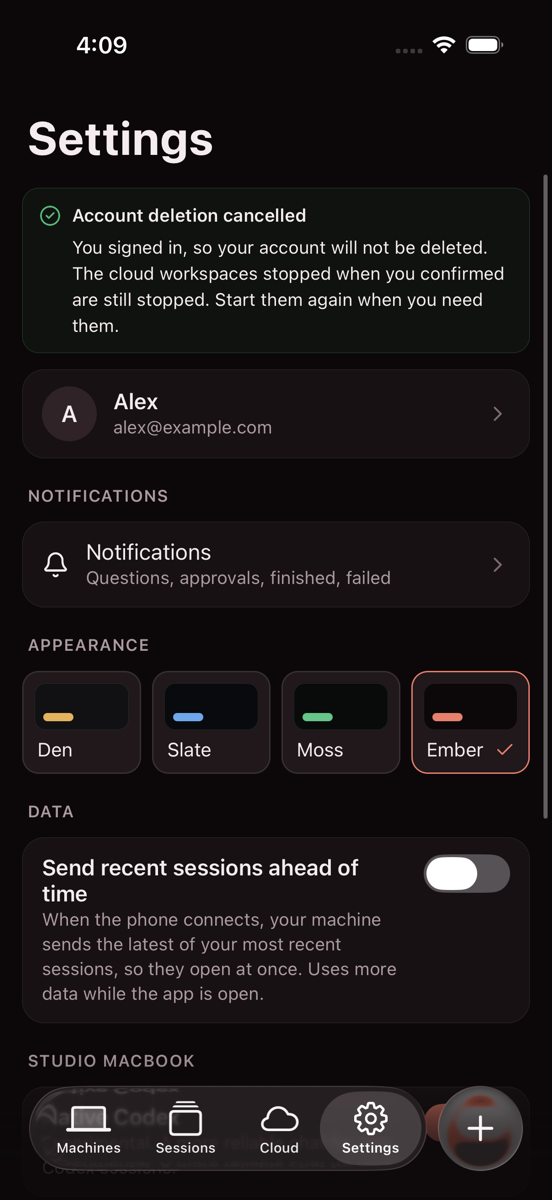 4:09
Settings
Account deletion cancelled
You signed in, so your account will not be deleted.
The cloud workspaces stopped when you confirmed
are still stopped. Start them again when you need
them.
A
Alex
alex@example.com
NOTIFICATIONS
Notifications
Questions, approvals, finished, failed
APPEARANCE
Den
Slate
Moss
Ember
DATA
Send recent sessions ahead of
time
When the phone connects, your machine
sends the latest of your most recent
sessions, so they open at once. Uses more
data while the app is open.
STUDIO MACBOOK
Machines
Sessions
Cloud
Settings